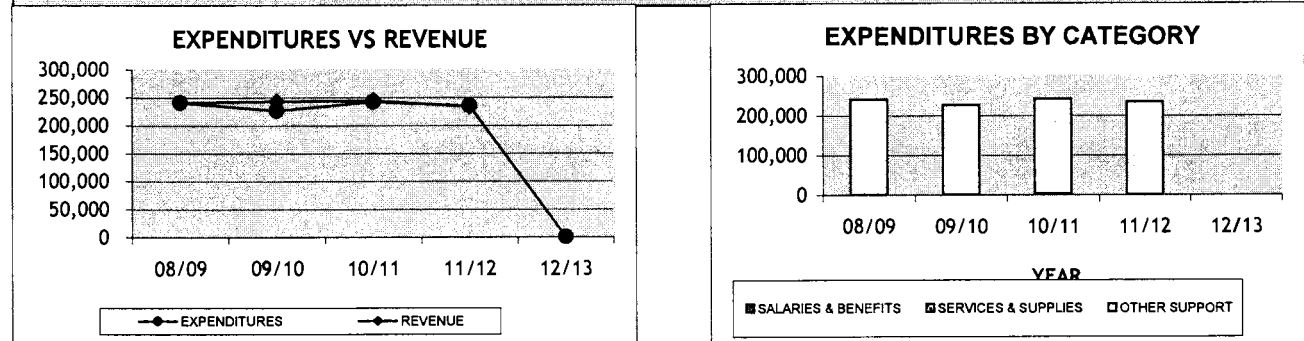 EXPENDITURES VS REVENUE
300,000
250,000
200,000
150,000
100,000
50,000
0
08/09 09/10 10/11 11/12 12/13
EXPENDITURES REVENUE
EXPENDITURES BY CATEGORY
300,000
200,000
100,000
0
08/09 09/10 10/11 11/12 12/13
YEAR
SALARIES & BENEFITS SERVICES & SUPPLIES OTHER SUPPORT